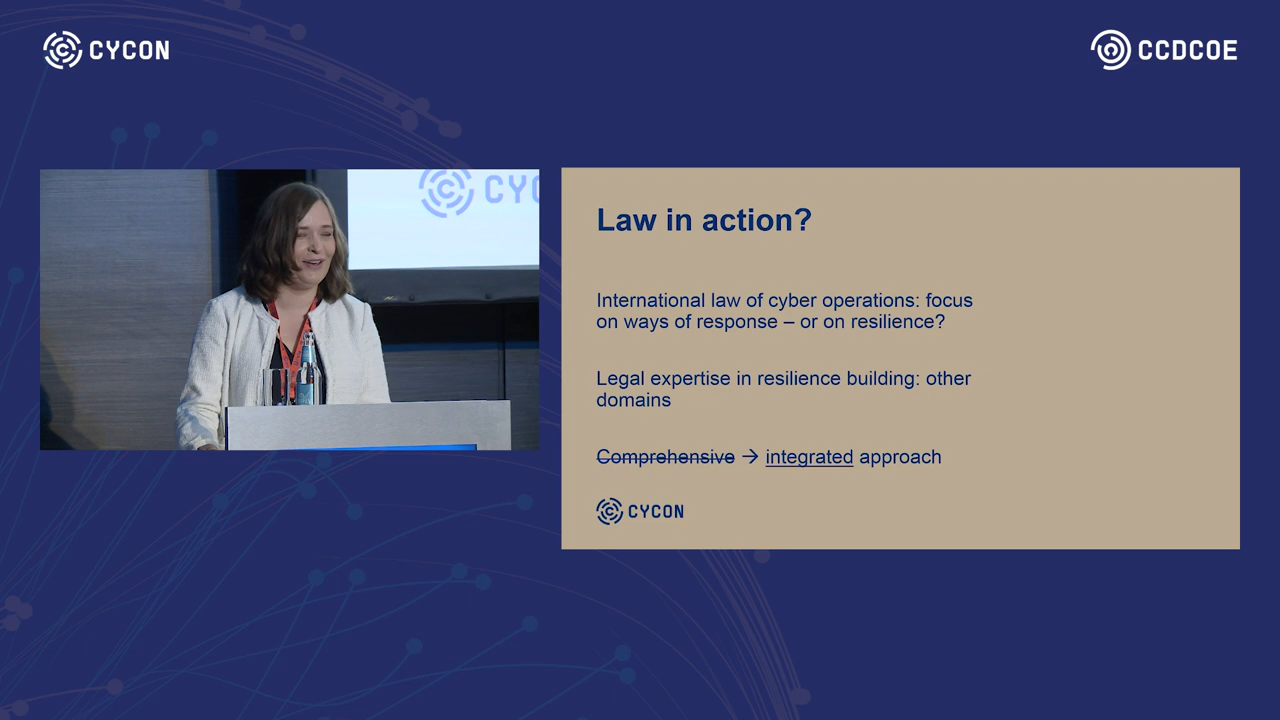 CYCON
CCDCOE
CYC
Law in action?
International law of cyber operations: focus
on ways of response – or on resilience?
Legal expertise in resilience building: other
domains
Comprehensive → integrated approach
CYCON